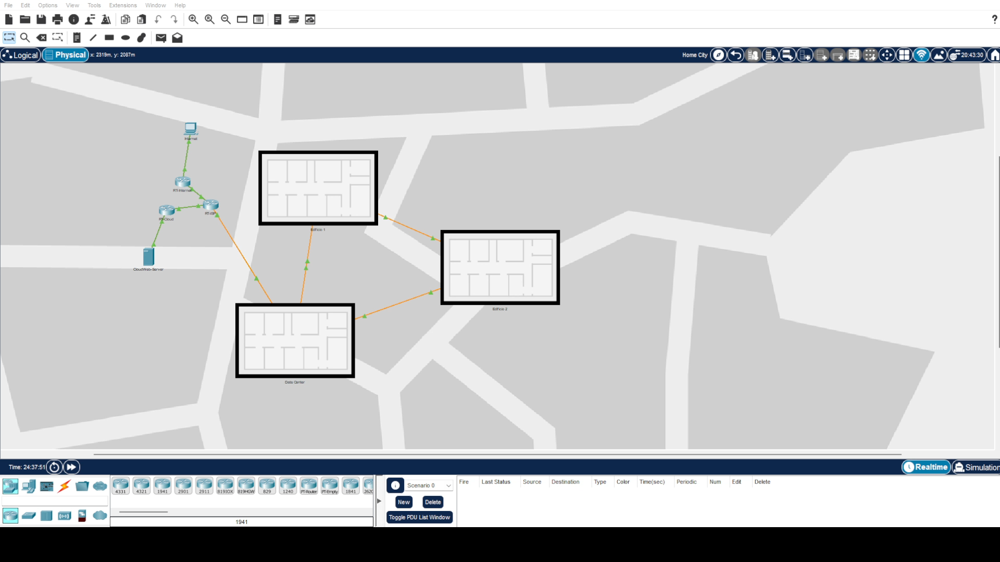 File Edit Options View Tools Extensions Window Help
?
Logical Physical x: 2319m, y: 2087m Home City 20:43:30
Internet
RT-Internet
RT-ISP
RT-Cloud
CloudWeb-Server
Edificio 1
Edificio 2
Data Center
Time: 24:37:51 Realtime Simulation
4331 4321 1941 2901 2911 819IOX 819HGW 829 1240 PT-Router PT-Empty 1841 2620
1941
Scenario 0
New Delete
Toggle PDU List Window
Fire Last Status Source Destination Type Color Time(sec) Periodic Num Edit Delete